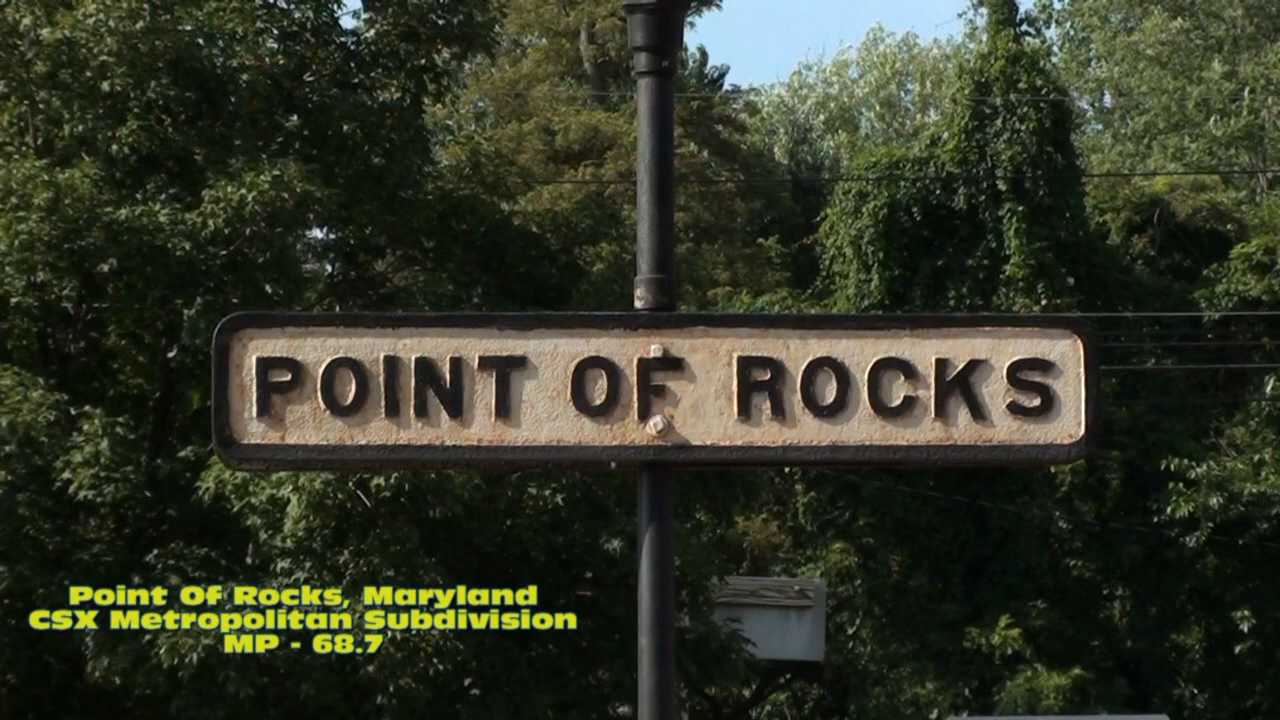 POINT OF ROCKS
Point Of Rocks, Maryland
CSX Metropolitan Subdivision
MP - 68.7